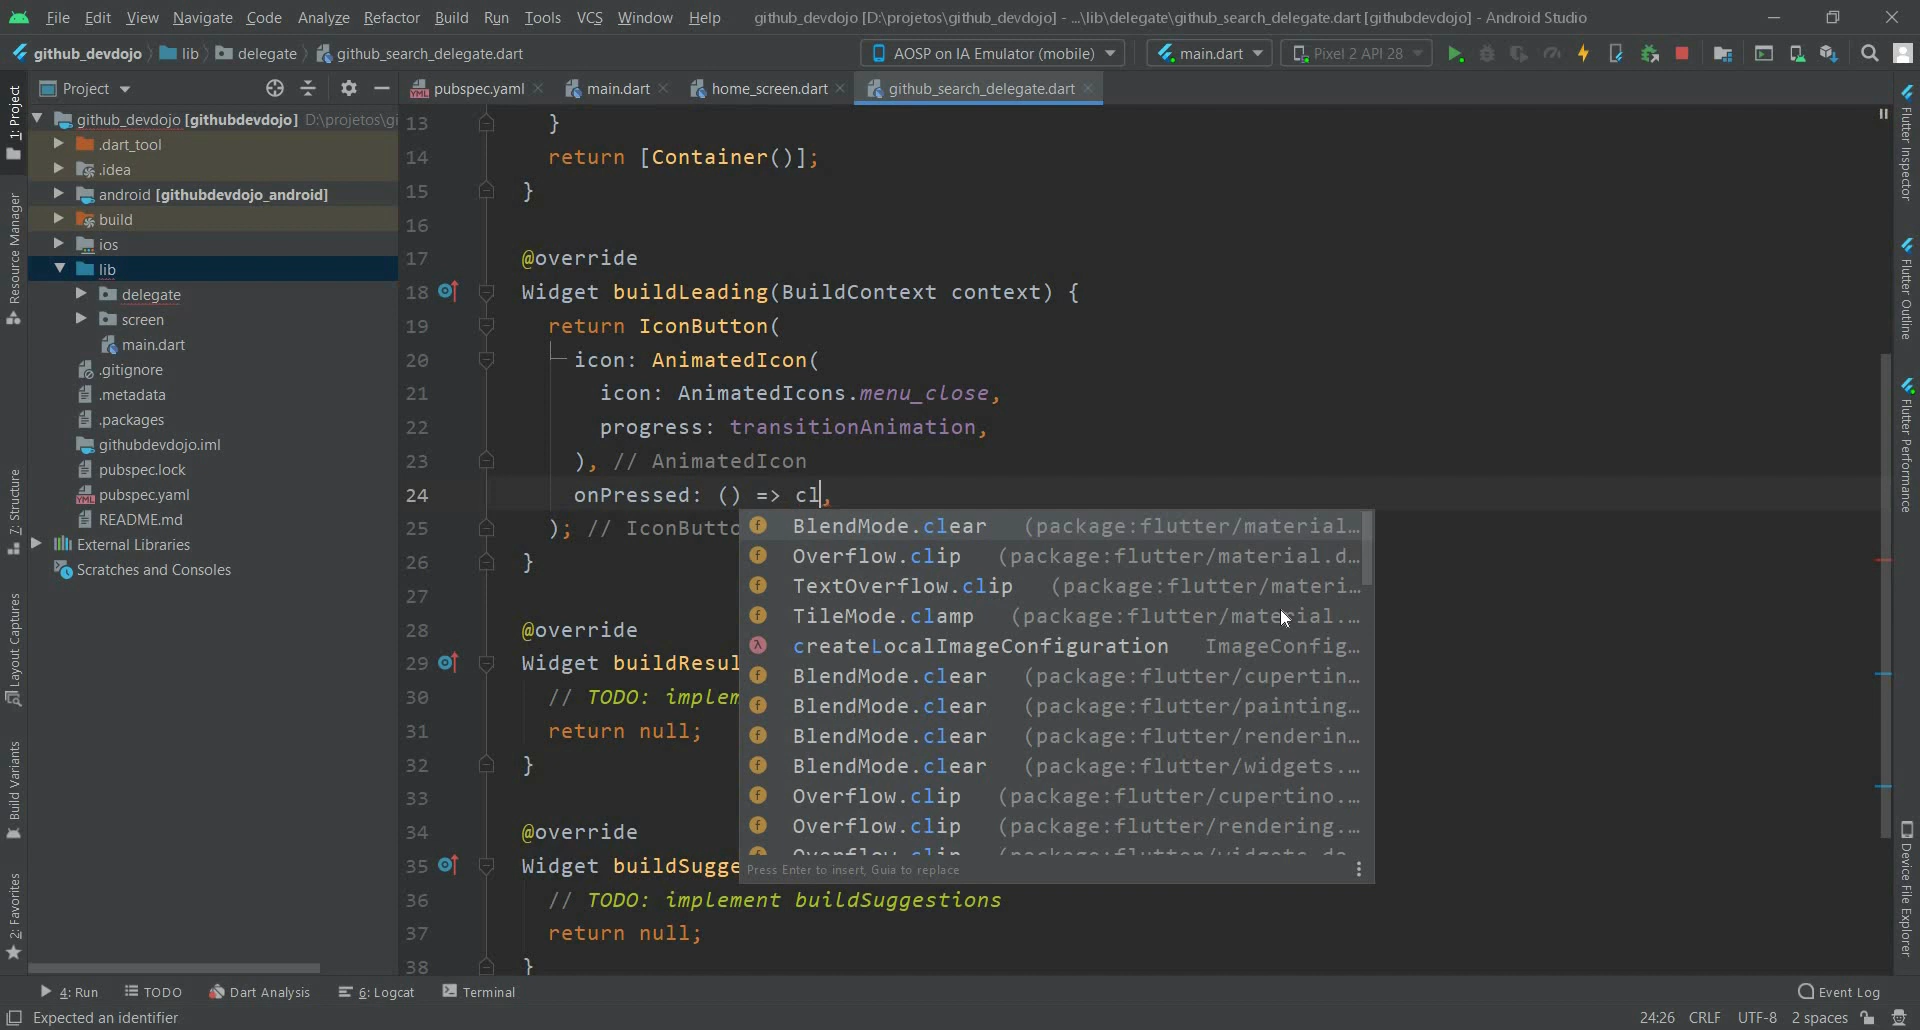 File Edit View Navigate Code Analyze Refactor Build Run Tools VCS Window Help github_devdojo [D:\projetos\github_devdojo] - ...\lib\delegate\github_search_delegate.dart [githubdevdojo] - Android Studio
github_devdojo lib delegate github_search_delegate.dart AOSP on IA Emulator (mobile) main.dart Pixel 2 API 28
Project pubspec.yaml main.dart home_screen.dart github_search_delegate.dart
github_devdojo [githubdevdojo] D:\projetos\gi
.dart_tool
.idea
android [githubdevdojo_android]
build
ios
lib
delegate
screen
main.dart
.gitignore
.metadata
.packages
githubdevdojo.iml
pubspec.lock
pubspec.yaml
README.md
External Libraries
Scratches and Consoles
13 }
14 return [Container()];
15 }
16
17 @override
18 Widget buildLeading(BuildContext context) {
19 return IconButton(
20 icon: AnimatedIcon(
21 icon: AnimatedIcons.menu_close,
22 progress: transitionAnimation,
23 ), // AnimatedIcon
24 onPressed: () => cl,
25 ); // IconButto
26 }
27
28 @override
29 Widget buildResul
30 // TODO: implem
31 return null;
32 }
33
34 @override
35 Widget buildSugge
36 // TODO: implement buildSuggestions
37 return null;
38 }
BlendMode.clear (package:flutter/material…
Overflow.clip (package:flutter/material.d…
TextOverflow.clip (package:flutter/materi…
TileMode.clamp (package:flutter/material.…
createLocalImageConfiguration ImageConfig…
BlendMode.clear (package:flutter/cupertin…
BlendMode.clear (package:flutter/painting…
BlendMode.clear (package:flutter/renderin…
BlendMode.clear (package:flutter/widgets.…
Overflow.clip (package:flutter/cupertino.…
Overflow.clip (package:flutter/rendering.…
Overflow.clip (package:flutter/widgets.da…
Press Enter to insert, Guia to replace
1: Project
Resource Manager
7: Structure
Layout Captures
Build Variants
2: Favorites
Flutter Inspector
Flutter Outline
Flutter Performance
Device File Explorer
4: Run TODO Dart Analysis 6: Logcat Terminal Event Log
Expected an identifier 24:26 CRLF UTF-8 2 spaces